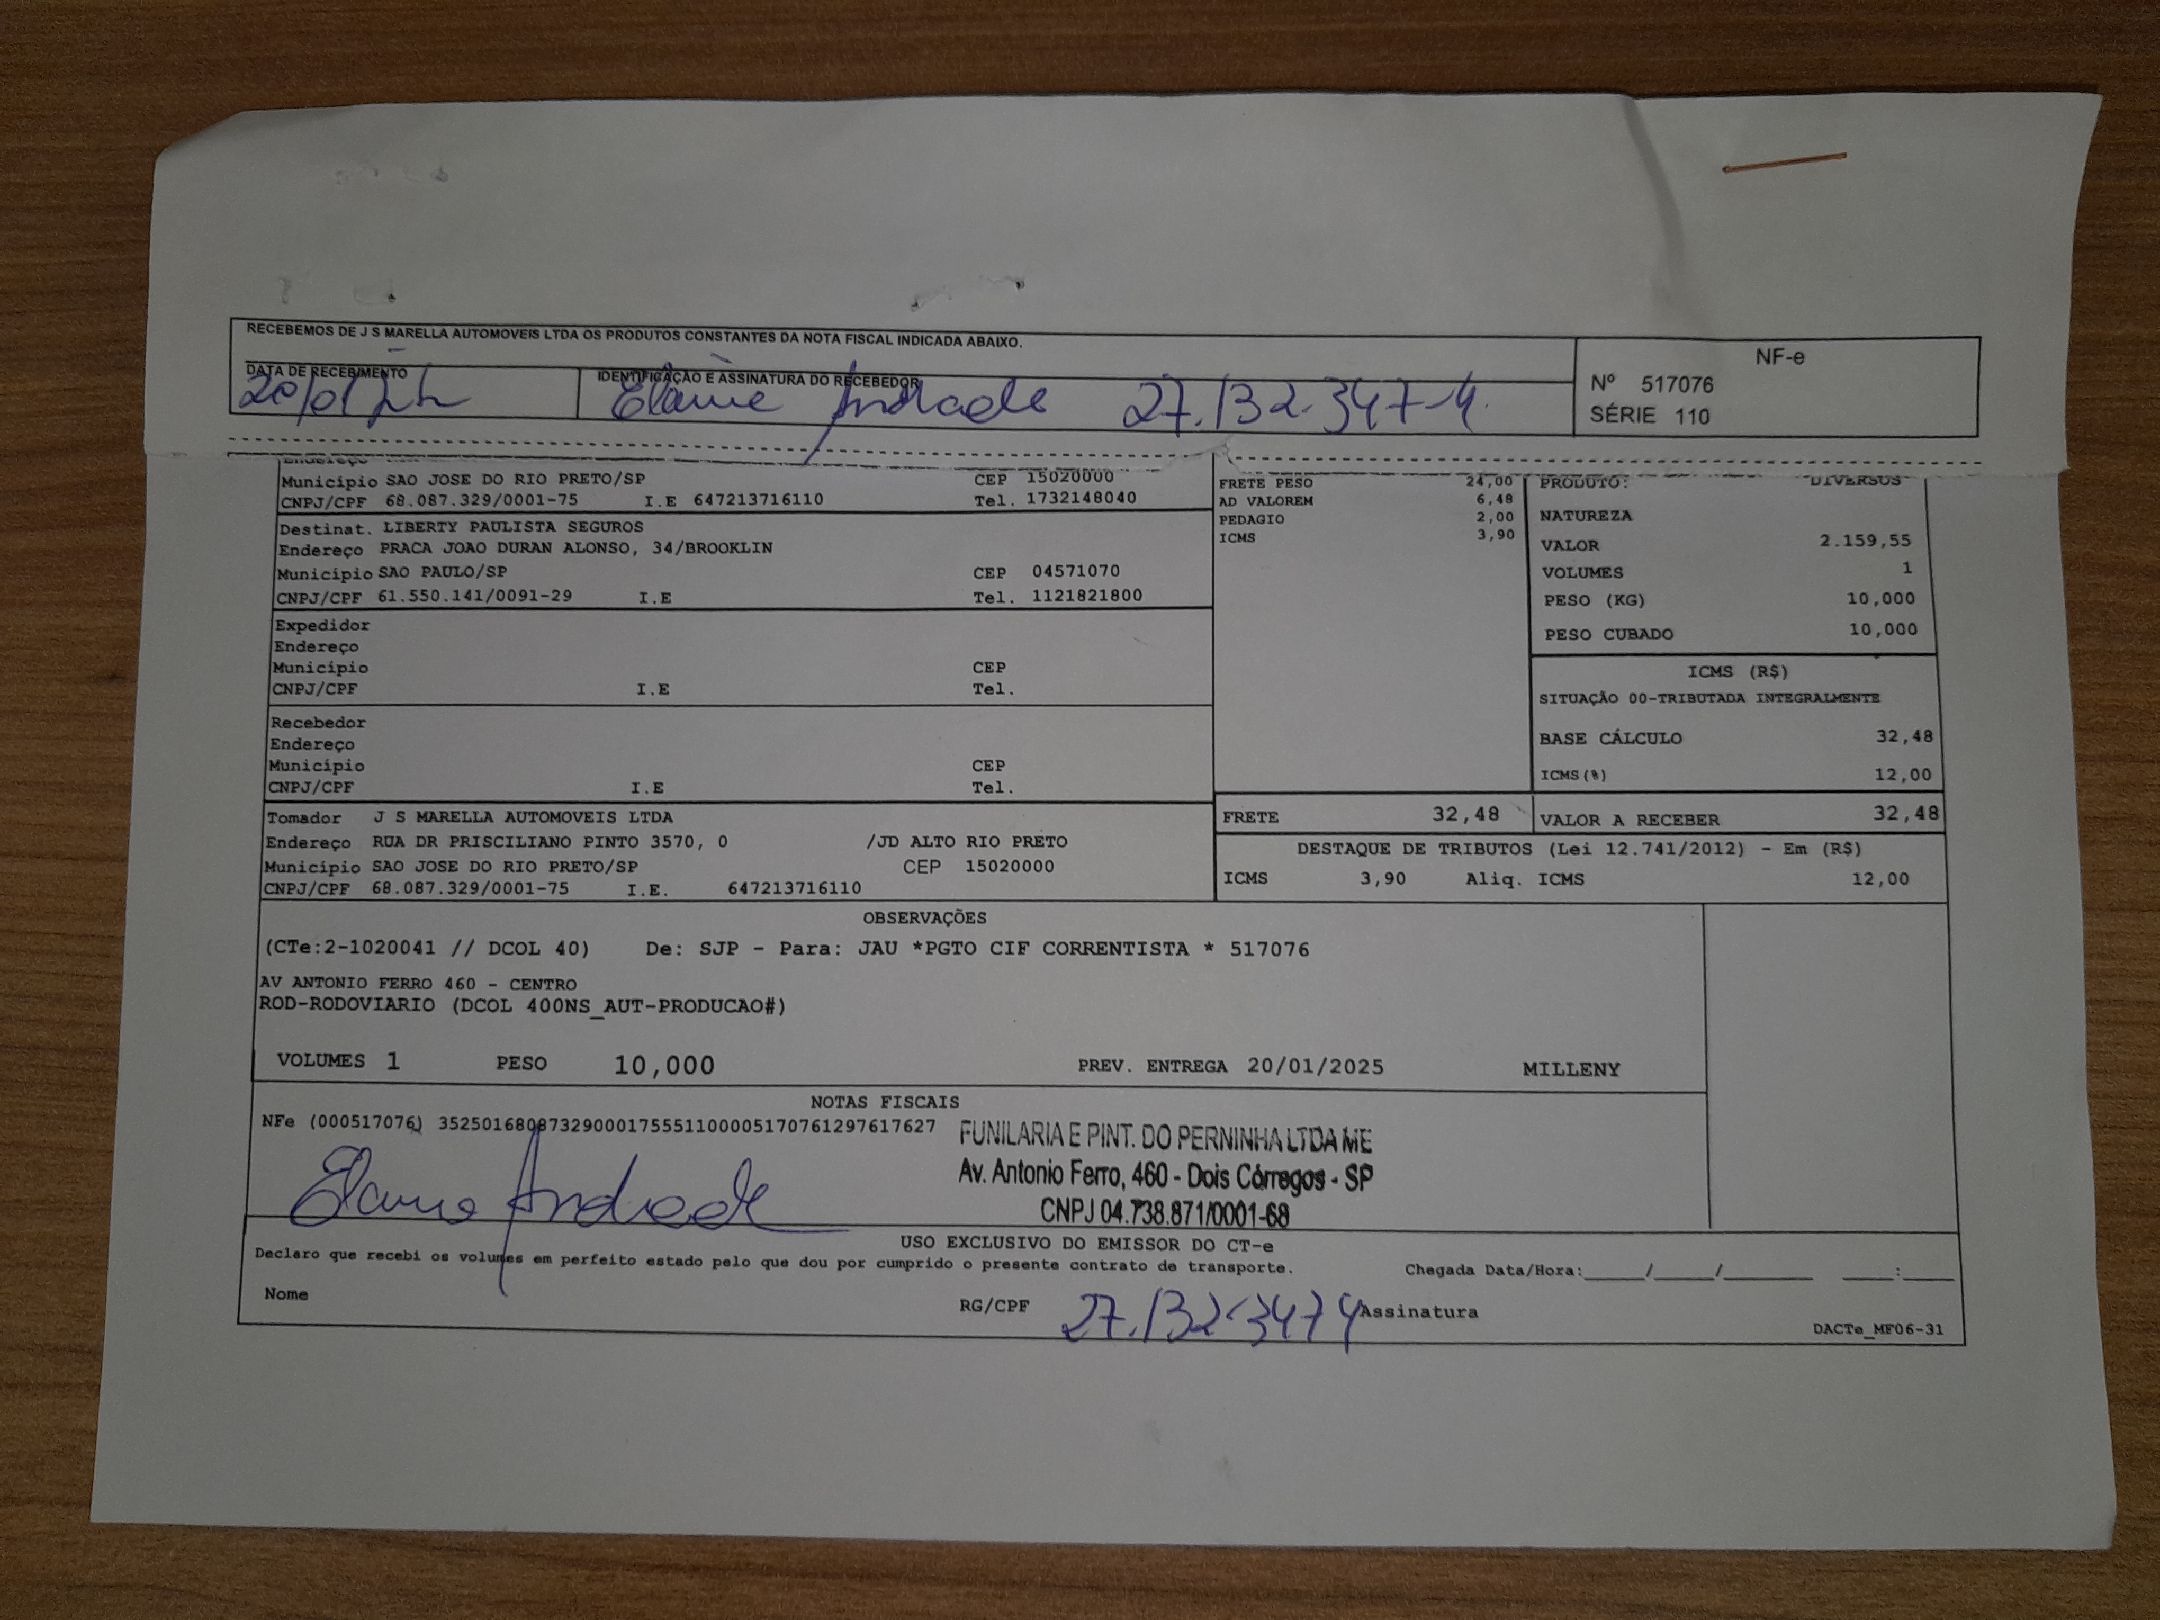 RECEBEMOS DE J S MARELLA AUTOMOVEIS LTDA OS PRODUTOS CONSTANTES DA NOTA FISCAL INDICADA ABAIXO.
DATA DE RECEBIMENTO
20/01/
IDENTIFICAÇÃO E ASSINATURA DO RECEBEDOR
Elaine Andrade 27.132.347-4
NF-e
Nº 517076
SÉRIE 110
Endereço
Município SAO JOSE DO RIO PRETO/SP CEP 15020000
CNPJ/CPF 68.087.329/0001-75 I.E 647213716110 Tel. 1732148040
Destinat. LIBERTY PAULISTA SEGUROS
Endereço PRACA JOAO DURAN ALONSO, 34/BROOKLIN
Município SAO PAULO/SP CEP 04571070
CNPJ/CPF 61.550.141/0091-29 I.E Tel. 1121821800
Expedidor
Endereço
Município CEP
CNPJ/CPF I.E Tel.
Recebedor
Endereço
Município CEP
CNPJ/CPF I.E Tel.
Tomador J S MARELLA AUTOMOVEIS LTDA
Endereço RUA DR PRISCILIANO PINTO 3570, 0 /JD ALTO RIO PRETO
Município SAO JOSE DO RIO PRETO/SP CEP 15020000
CNPJ/CPF 68.087.329/0001-75 I.E. 647213716110
FRETE PESO 24,00
AD VALOREM 6,48
PEDAGIO 2,00
ICMS 3,90
PRODUTO: DIVERSOS
NATUREZA
VALOR 2.159,55
VOLUMES 1
PESO (KG) 10,000
PESO CUBADO 10,000
ICMS (R$)
SITUAÇÃO 00-TRIBUTADA INTEGRALMENTE
BASE CÁLCULO 32,48
ICMS(%) 12,00
FRETE 32,48 VALOR A RECEBER 32,48
DESTAQUE DE TRIBUTOS (Lei 12.741/2012) - Em (R$)
ICMS 3,90 Aliq. ICMS 12,00
OBSERVAÇÕES
(CTe:2-1020041 // DCOL 40) De: SJP - Para: JAU *PGTO CIF CORRENTISTA * 517076
AV ANTONIO FERRO 460 - CENTRO
ROD-RODOVIARIO (DCOL 400NS_AUT-PRODUCAO#)
VOLUMES 1 PESO 10,000 PREV. ENTREGA 20/01/2025 MILLENY
NOTAS FISCAIS
NFe (000517076) 35250168087329000175551100005170761297617627
FUNILARIA E PINT. DO PERNINHA LTDA ME
Av. Antonio Ferro, 460 - Dois Córregos - SP
CNPJ 04.738.871/0001-68
Elaine Andrade
USO EXCLUSIVO DO EMISSOR DO CT-e
Declaro que recebi os volumes em perfeito estado pelo que dou por cumprido o presente contrato de transporte.
Chegada Data/Hora:____/____/______ ____:____
Nome RG/CPF 27.132.347 4 Assinatura
DACTe_MF06-31